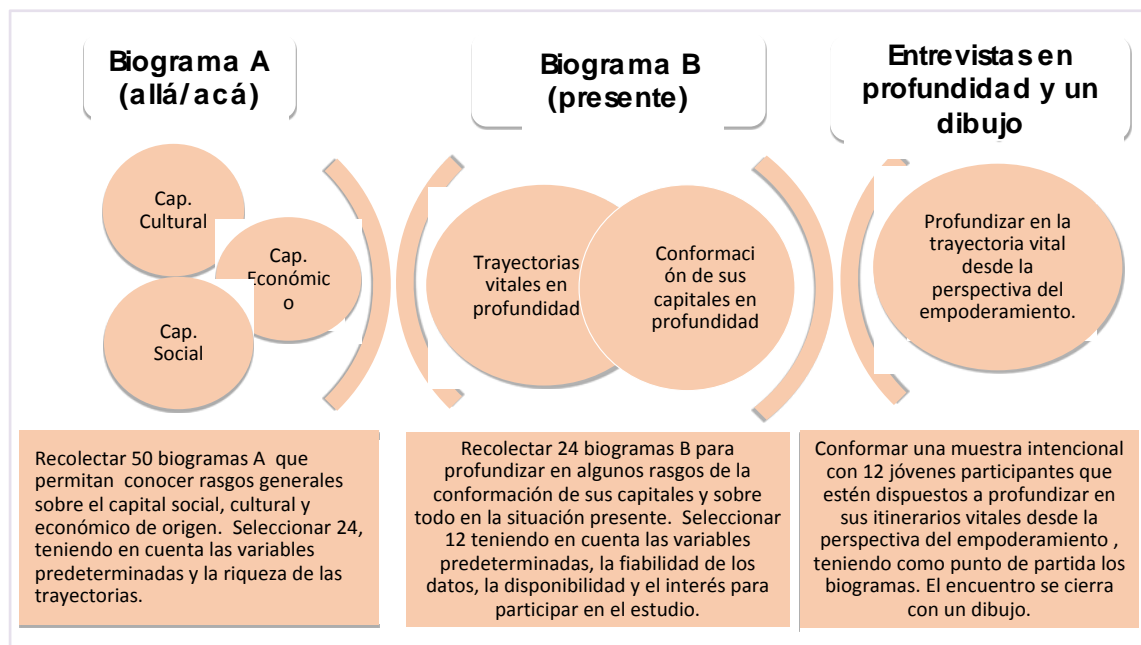 Biograma A
(allá/acá)
Biograma B
(presente)
Entrevistas en
profundidad y un
dibujo
Cap.
Cultural
Cap.
Económic
o
Cap.
Social
Trayectorias
vitales en
profundidad
Conformaci
ón de sus
capitales en
profundidad
Profundizar en la
trayectoria vital
desde la
perspectiva del
empoderamiento.
Recolectar 50 biogramas A que
permitan conocer rasgos generales
sobre el capital social, cultural y
económico de origen. Seleccionar 24,
teniendo en cuenta las variables
predeterminadas y la riqueza de las
trayectorias.
Recolectar 24 biogramas B para
profundizar en algunos rasgos de la
conformación de sus capitales y sobre
todo en la situación presente. Seleccionar
12 teniendo en cuenta las variables
predeterminadas, la fiabilidad de los
datos, la disponibilidad y el interés para
participar en el estudio.
Conformar una muestra intencional
con 12 jóvenes participantes que
estén dispuestos a profundizar en
sus itinerarios vitales desde la
perspectiva del empoderamiento ,
teniendo como punto de partida los
biogramas. El encuentro se cierra
con un dibujo.